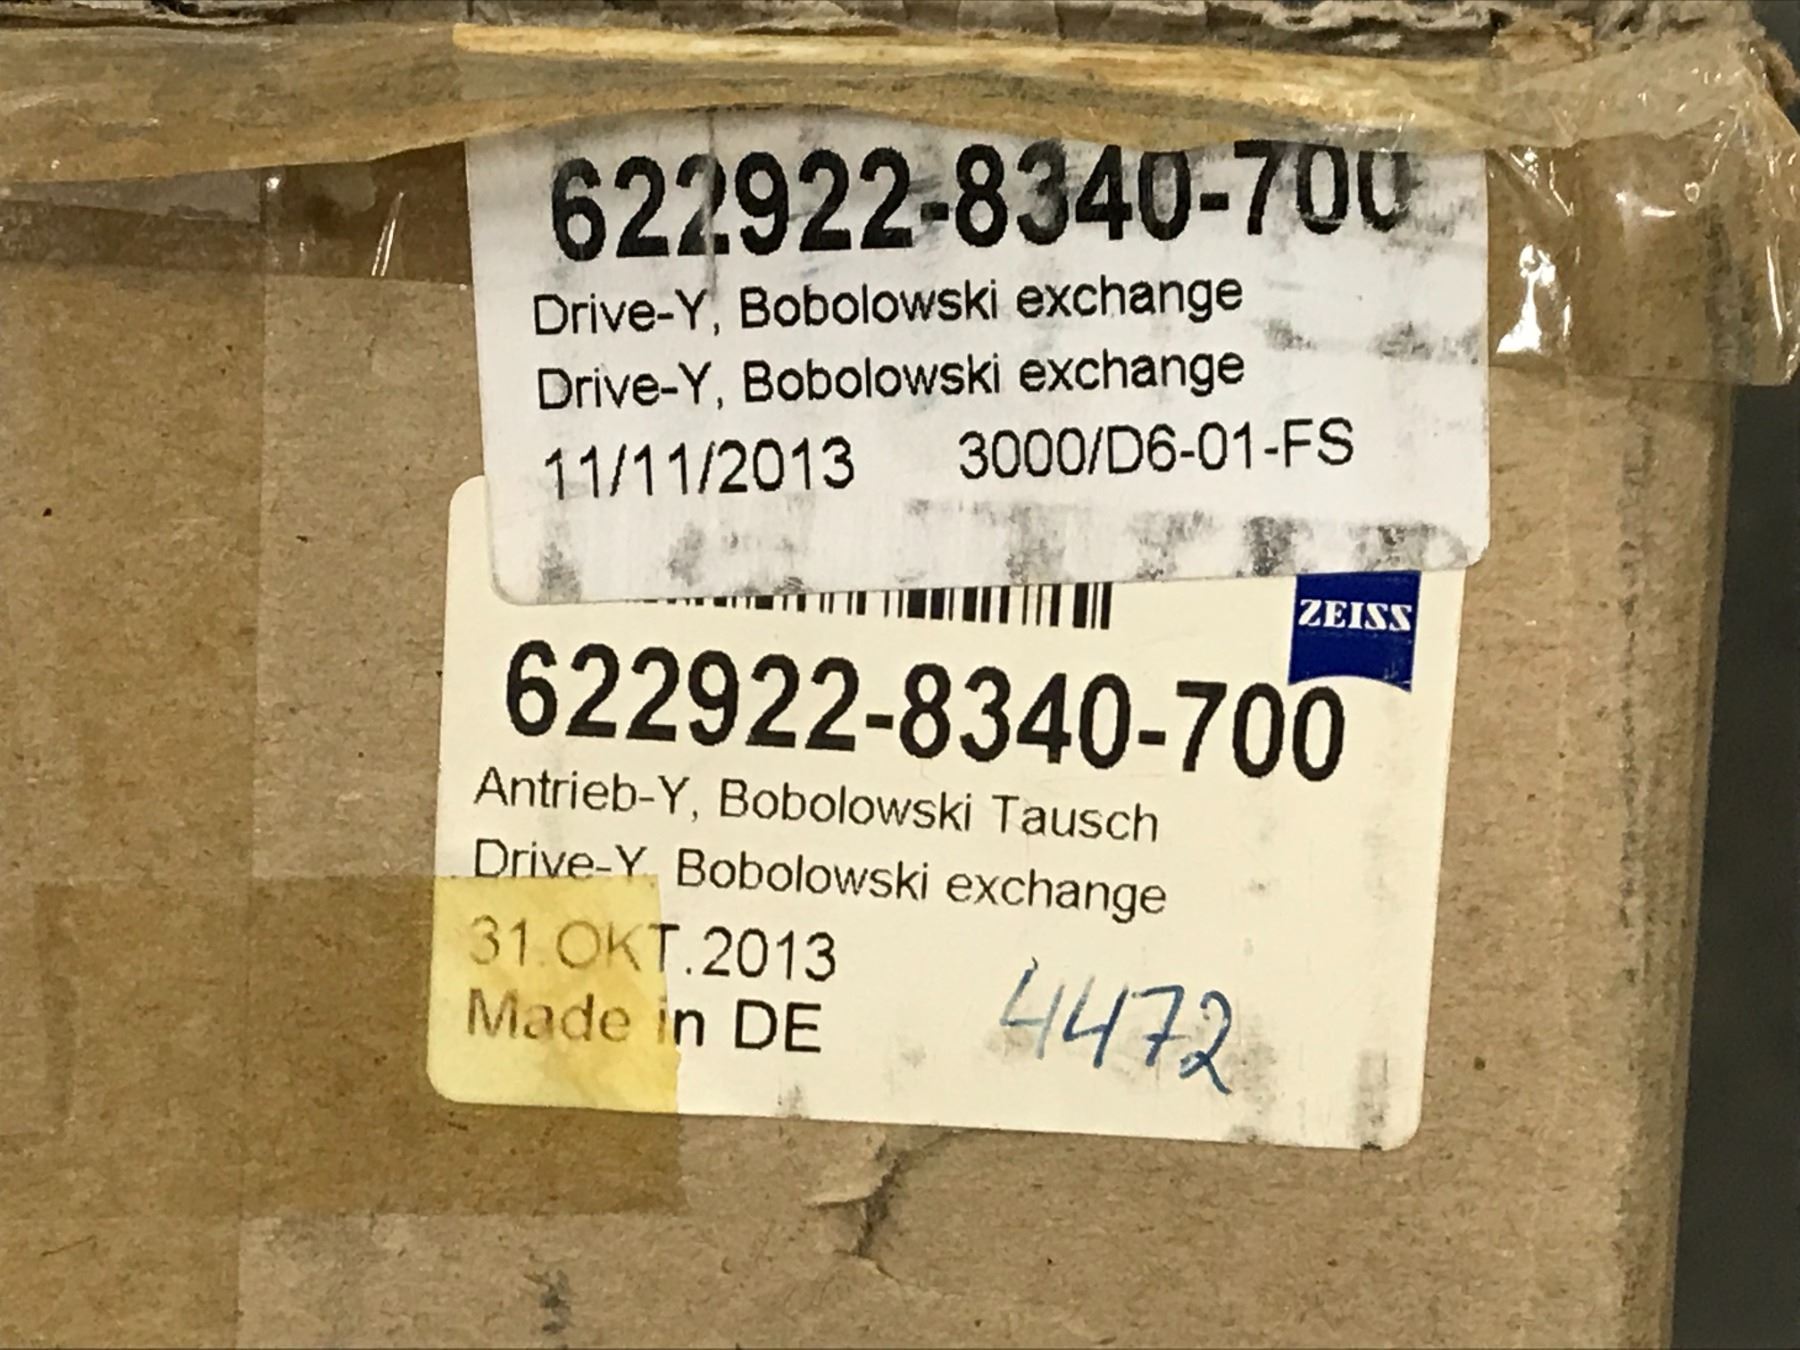 622922-8340-700
Drive-Y, Bobolowski exchange
Drive-Y, Bobolowski exchange
11/11/2013 3000/D6-01-FS
ZEISS
622922-8340-700
Antrieb-Y, Bobolowski Tausch
Drive-Y, Bobolowski exchange
31.OKT.2013
Made in DE
4472